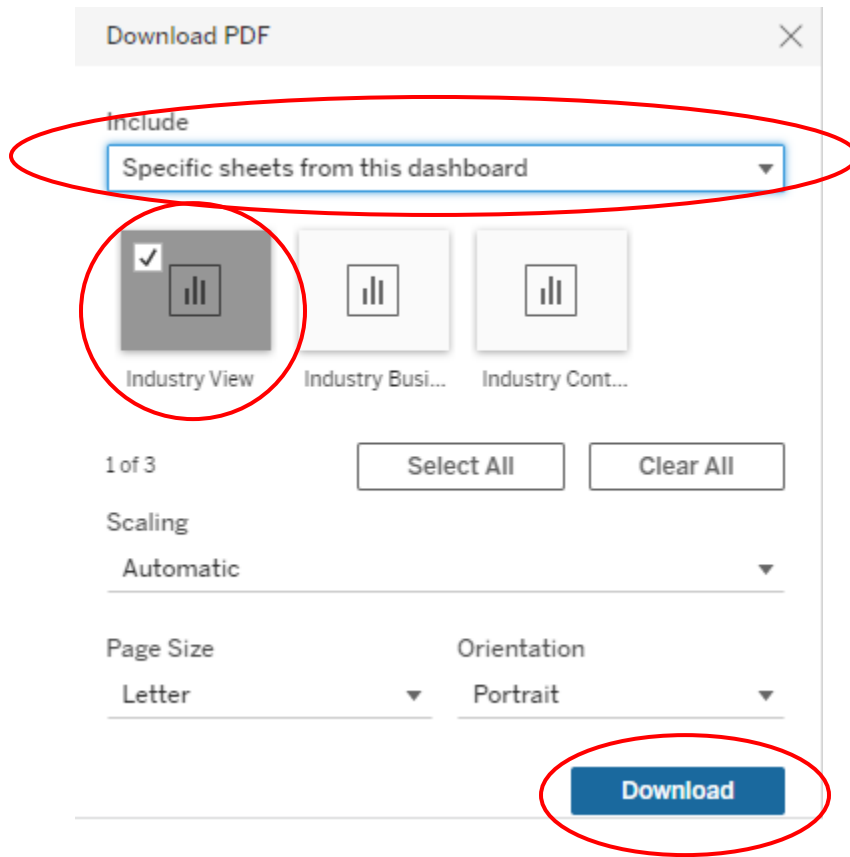 Download PDF
Include
Specific sheets from this dashboard
Industry View Industry Busi... Industry Cont...
1 of 3 Select All Clear All
Scaling
Automatic
Page Size Orientation
Letter Portrait
Download